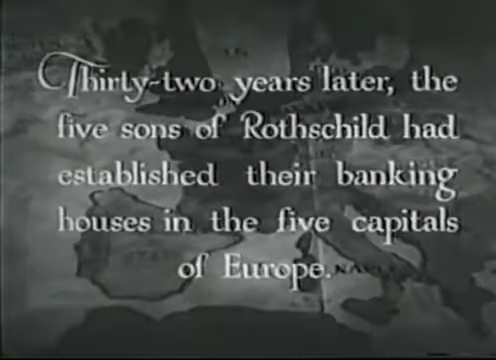 Thirty-two years later, the
five sons of Rothschild had
established their banking
houses in the five capitals
of Europe.